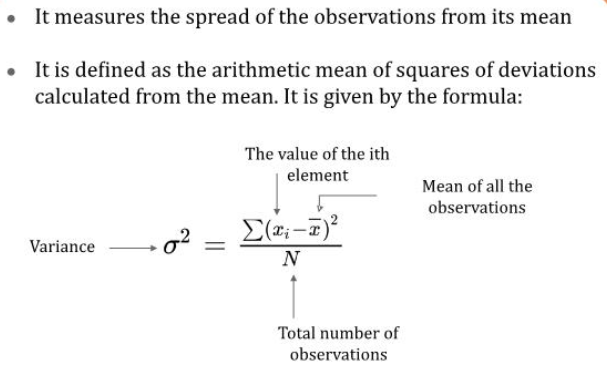 • It measures the spread of the observations from its mean
• It is defined as the arithmetic mean of squares of deviations
calculated from the mean. It is given by the formula:
The value of the ith
element
Mean of all the
observations
Variance
σ² = ∑(xᵢ−x̅)² / N
Total number of
observations